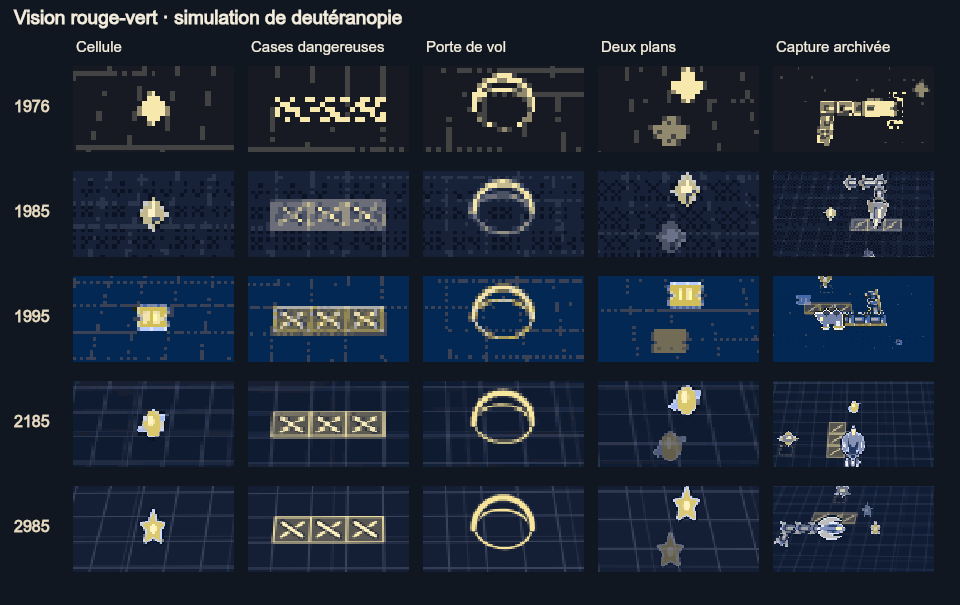 Vision rouge-vert · simulation de deutéranopie
Cellule Cases dangereuses Porte de vol Deux plans Capture archivée
1976
1985
1995
2185
2985